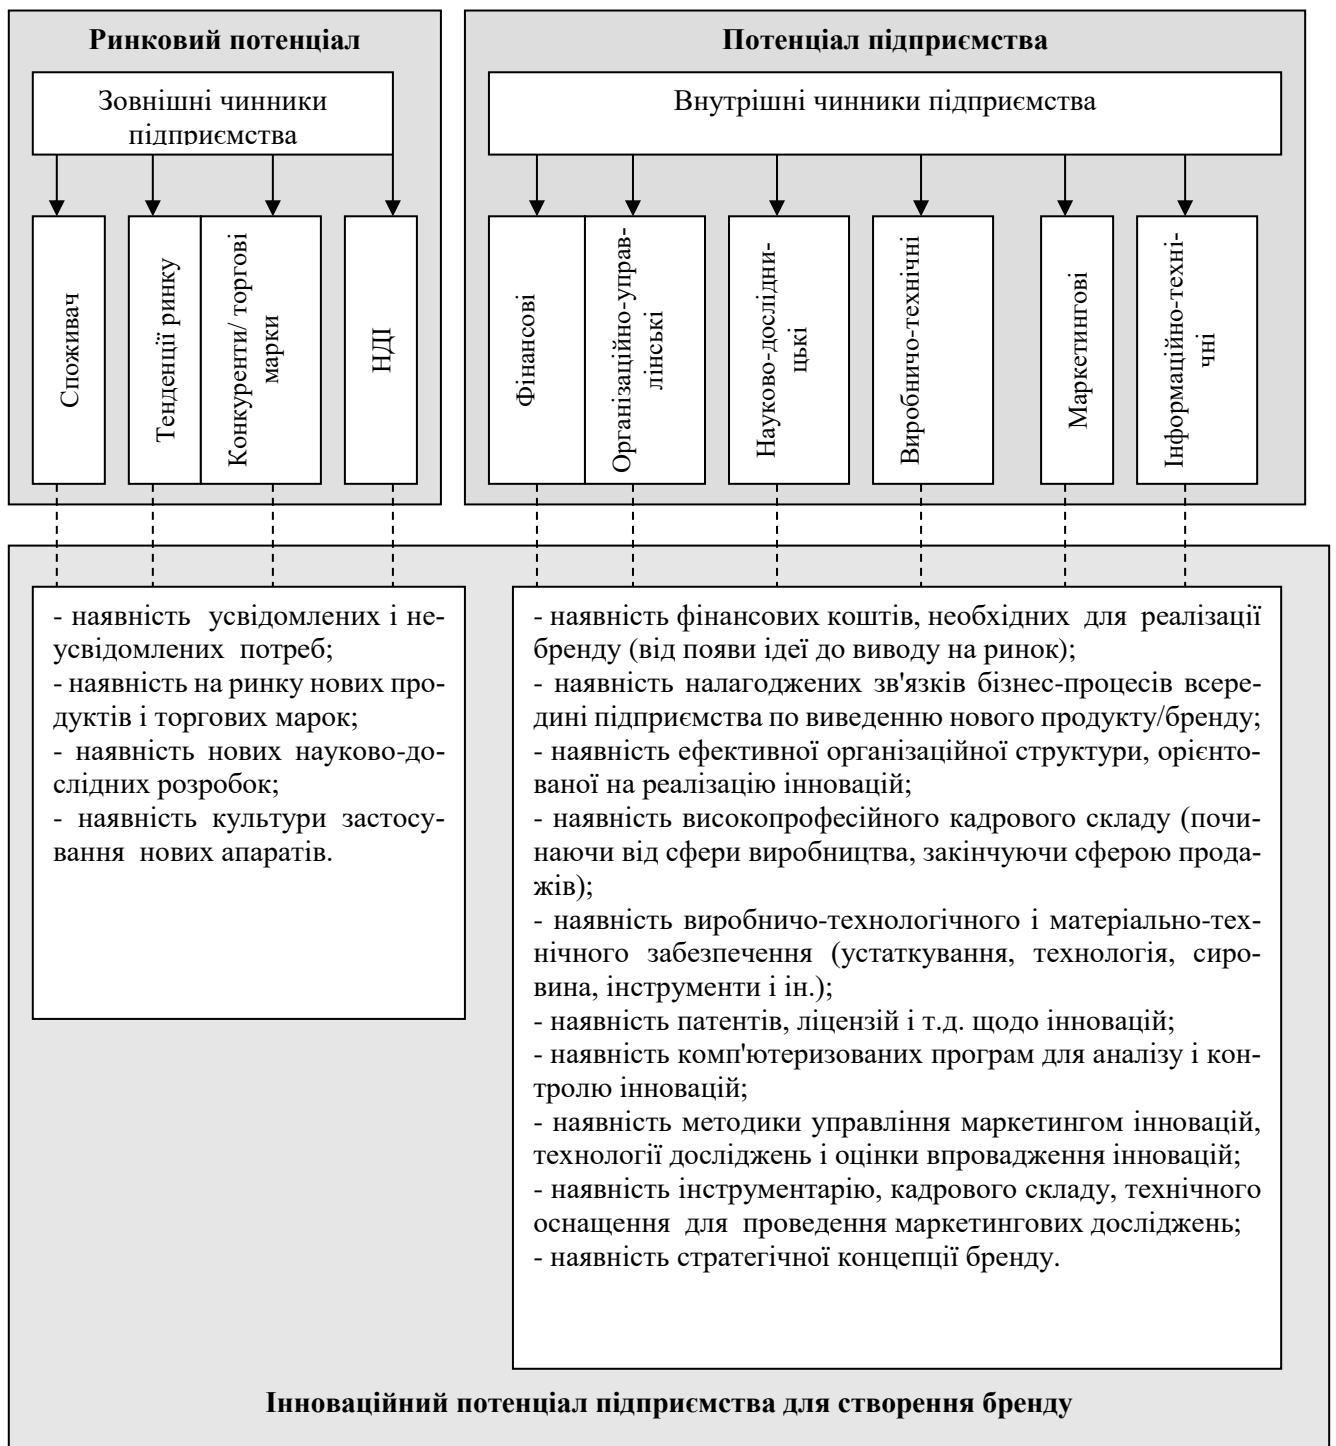 Ринковий потенціал
Зовнішні чинники
підприємства
Споживач
Тенденції ринку
Конкуренти/ торгові
марки
НДІ
Потенціал підприємства
Внутрішні чинники підприємства
Фінансові
Організаційно-управ-
лінські
Науково-дослідни-
цькі
Виробничо-технічні
Маркетингові
Інформаційно-техні-
чні
- наявність усвідомлених і не-
усвідомлених потреб;
- наявність на ринку нових про-
дуктів і торгових марок;
- наявність нових науково-до-
слідних розробок;
- наявність культури застосу-
вання нових апаратів.
- наявність фінансових коштів, необхідних для реалізації
бренду (від появи ідеї до виводу на ринок);
- наявність налагоджених зв'язків бізнес-процесів всере-
дині підприємства по виведенню нового продукту/бренду;
- наявність ефективної організаційної структури, орієнто-
ваної на реалізацію інновацій;
- наявність високопрофесійного кадрового складу (почи-
наючи від сфери виробництва, закінчуючи сферою прода-
жів);
- наявність виробничо-технологічного і матеріально-тех-
нічного забезпечення (устаткування, технологія, сиро-
вина, інструменти і ін.);
- наявність патентів, ліцензій і т.д. щодо інновацій;
- наявність комп'ютеризованих програм для аналізу і кон-
тролю інновацій;
- наявність методики управління маркетингом інновацій,
технології досліджень і оцінки впровадження інновацій;
- наявність інструментарію, кадрового складу, технічного
оснащення для проведення маркетингових досліджень;
- наявність стратегічної концепції бренду.
Інноваційний потенціал підприємства для створення бренду